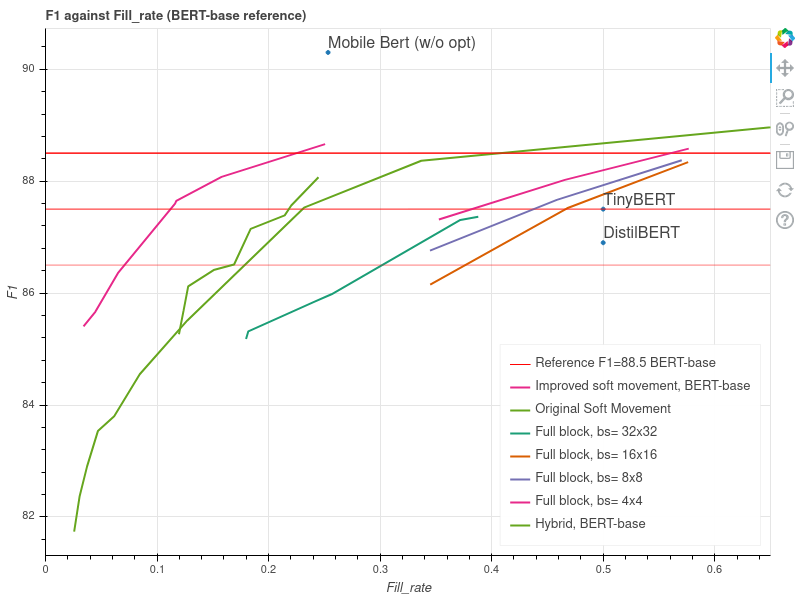 F1 against Fill_rate (BERT-base reference)
Mobile Bert (w/o opt)
90
88
TinyBERT
DistilBERT
F1
86
84
82
Reference F1=88.5 BERT-base
Improved soft movement, BERT-base
Original Soft Movement
Full block, bs= 32x32
Full block, bs= 16x16
Full block, bs= 8x8
Full block, bs= 4x4
Hybrid, BERT-base
0 0.1 0.2 0.3 0.4 0.5 0.6
Fill_rate